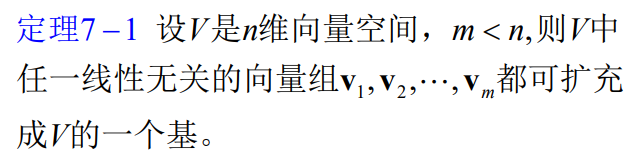 定理7−1 设V是n维向量空间，m < n,则V中
任一线性无关的向量组v₁,v₂,⋯,vₘ都可扩充
成V的一个基。